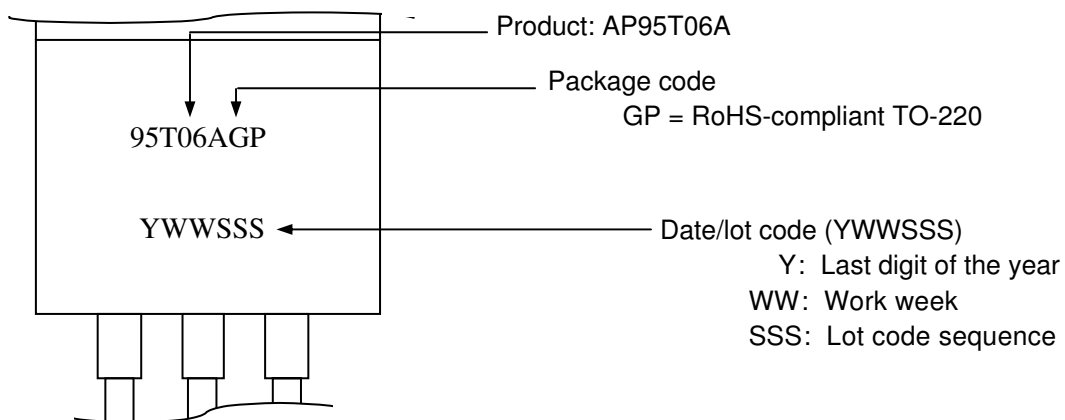 Product: AP95T06A
Package code
GP = RoHS-compliant TO-220
95T06AGP
YWWSSS
Date/lot code (YWWSSS)
Y: Last digit of the year
WW: Work week
SSS: Lot code sequence